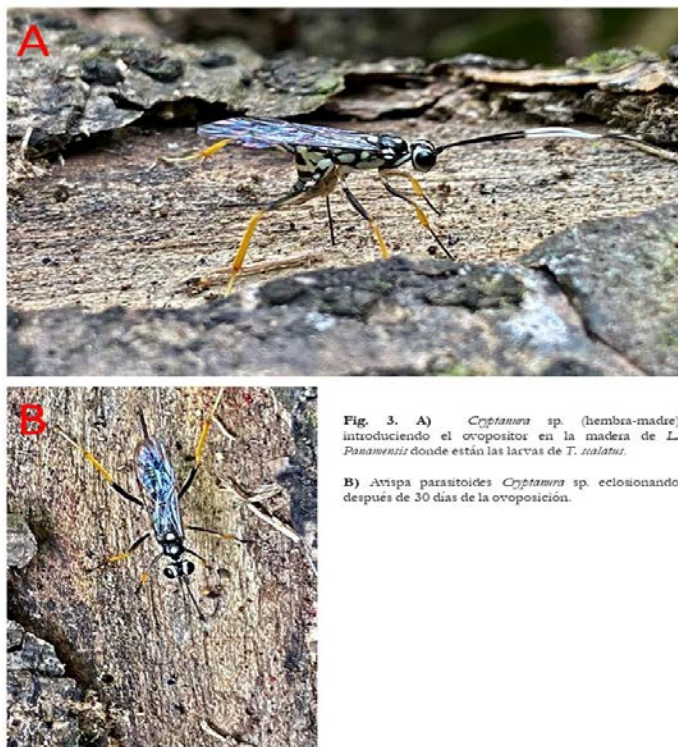 A
B
Fig. 3. A) Cryptanura sp. (hembra-madre)
introduciendo el ovopositor en la madera de L.
Panamensis donde están las larvas de T. scalatus.
B) Avispa parasitoides Cryptanura sp. eclosionando
después de 30 días de la ovoposición.